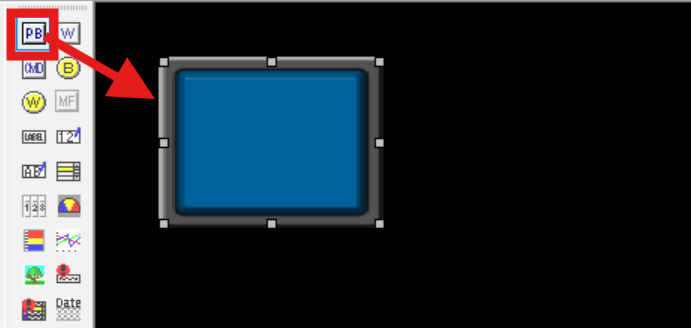 PB W
CMD B
W MF
LABEL 12
AB
123
Date